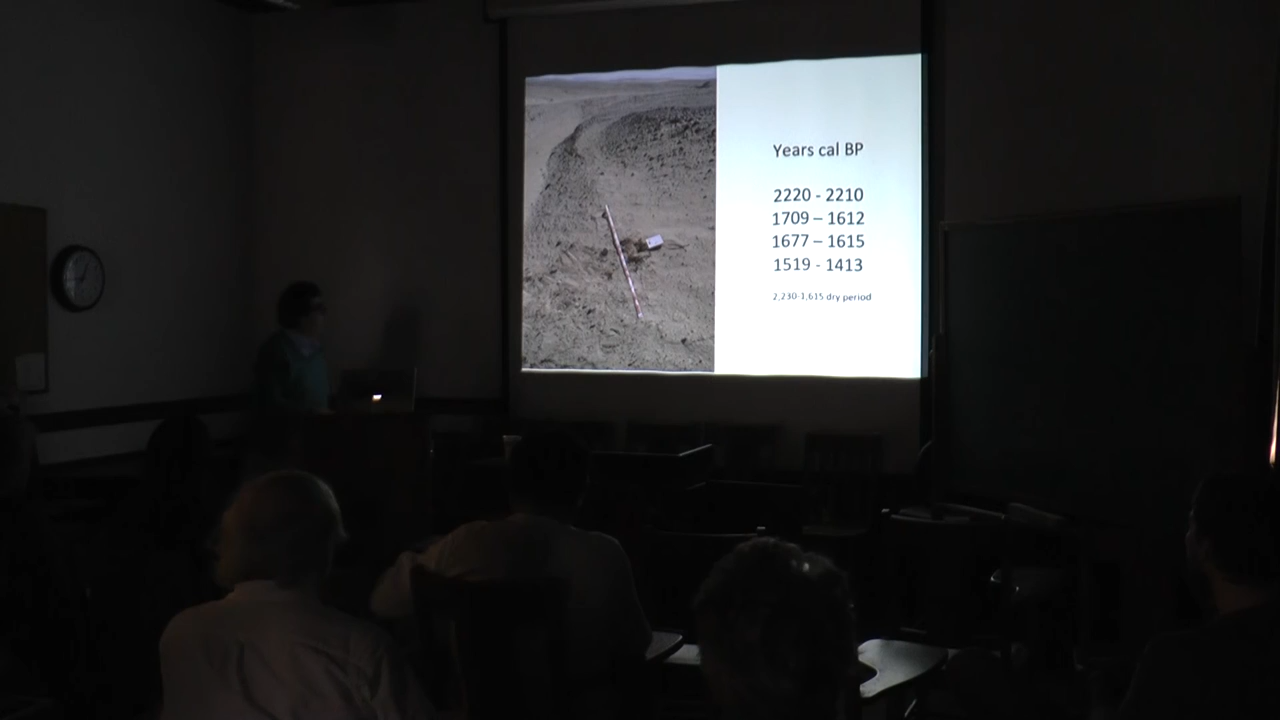 Years cal BP
2220 - 2210
1709 – 1612
1677 – 1615
1519 - 1413
2,230-1,615 dry period